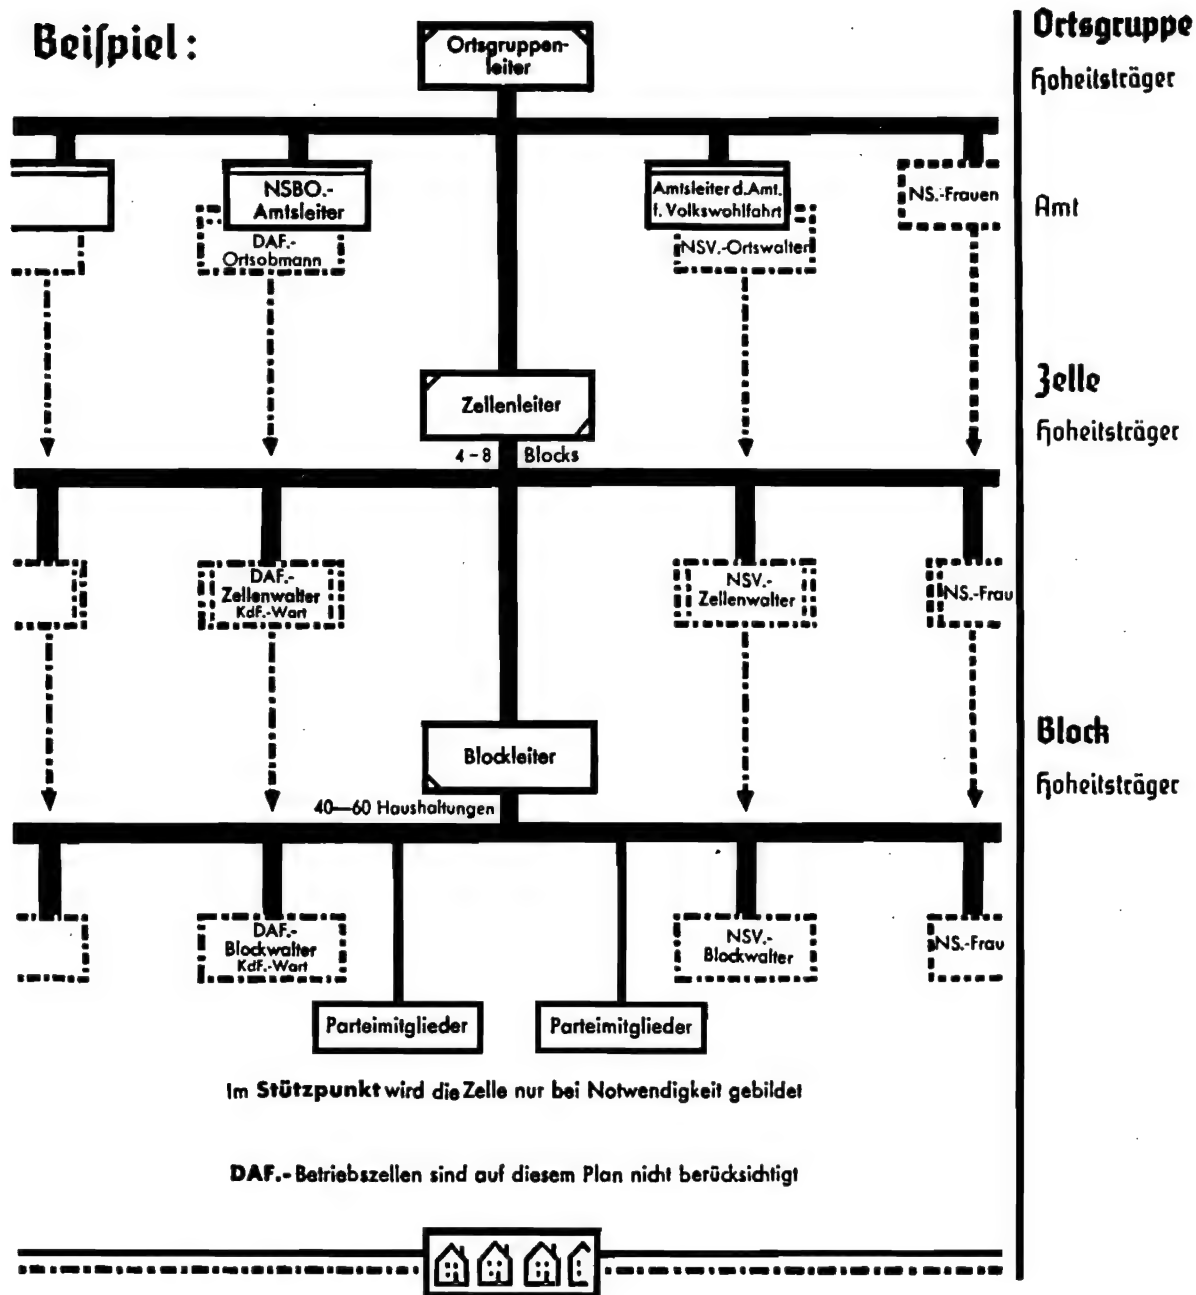 Beiſpiel:
Ortsgruppen-
leiter
Ortsgruppe
Hoheitsträger
NSBO.-
Amtsleiter
DAF.-
Ortsobmann
Amtsleiter d. Amt.
f. Volkswohlfahrt
NSV.-Ortswalter
NS.-Frauen
Amt
Zellenleiter
4-8 Blocks
Zelle
Hoheitsträger
DAF.-
Zellenwalter
KdF.-Wart
NSV.-
Zellenwalter
NS.-Frau
Blockleiter
40—60 Haushaltungen
Block
Hoheitsträger
DAF.-
Blockwalter
KdF.-Wart
NSV.-
Blockwalter
NS.-Frau
Parteimitglieder
Parteimitglieder
Im Stützpunkt wird die Zelle nur bei Notwendigkeit gebildet
DAF.-Betriebszellen sind auf diesem Plan nicht berücksichtigt